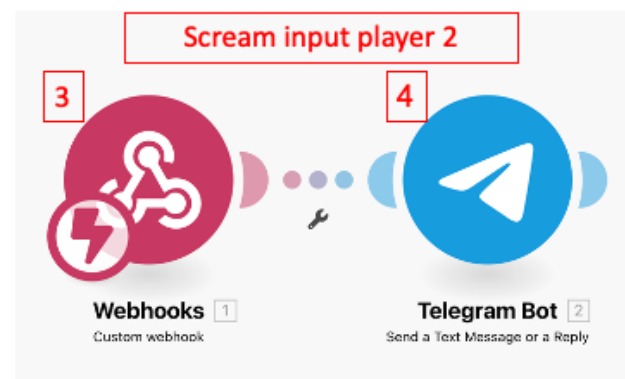 Scream input player 2
3
4
Webhooks 1
Telegram Bot 2
Custom webhook
Send a Text Message or a Reply